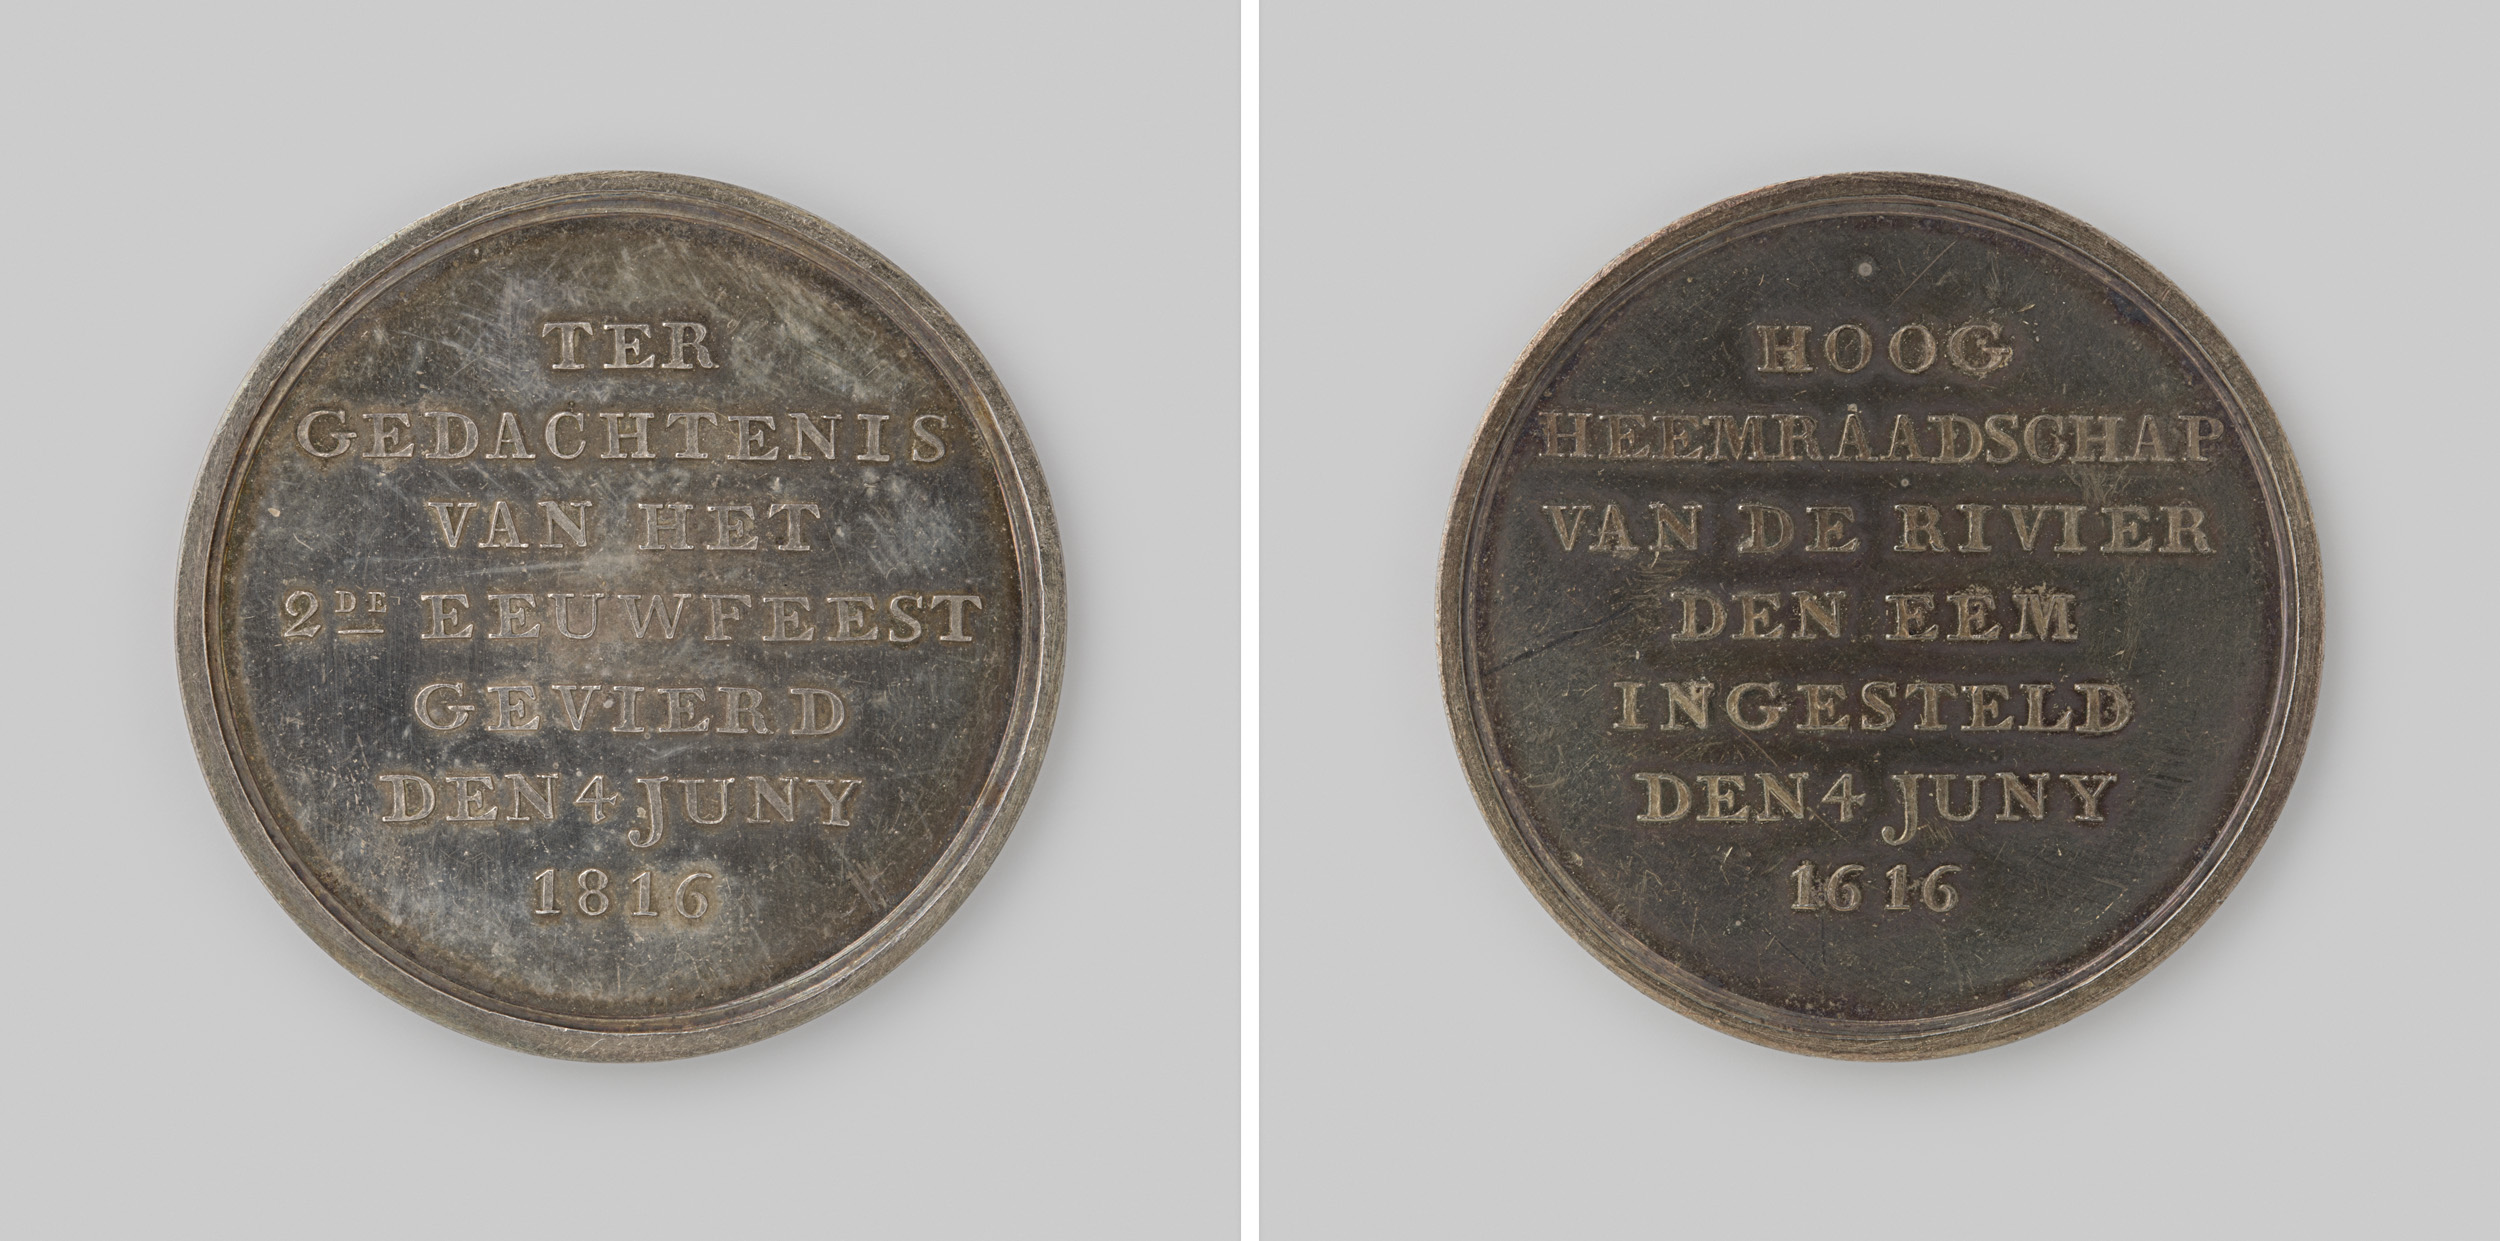 TER
GEDACHTENIS
VAN HET
2DE EEUWFEEST
GEVIERD
DEN 4 JUNY
1816
HOOG
HEEMRAADSCHAP
VAN DE RIVIER
DEN EEM
INGESTELD
DEN 4 JUNY
1616